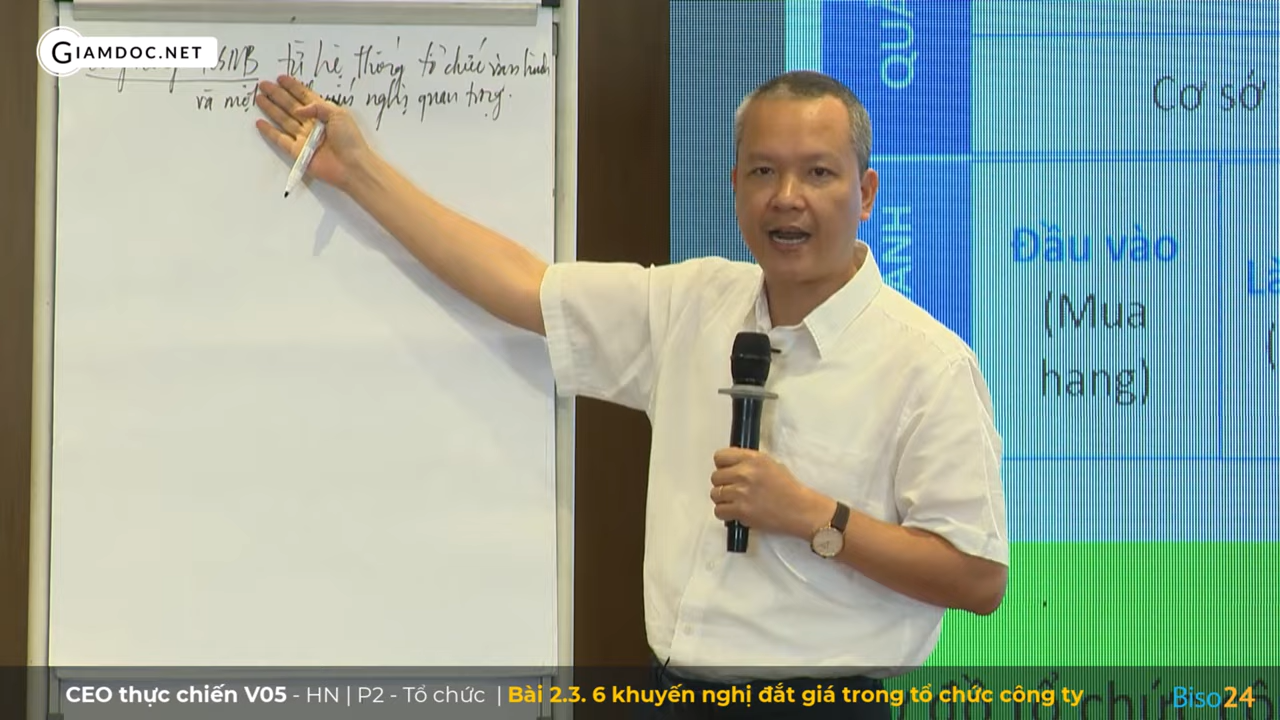 GIAMDOC.NET
từ hệ thống tổ chức vận hành
và một nghị quan trọng.
QUẢ
Cơ sở
ANH
Đầu vào
(Mua
hang)
CEO thực chiến V05 - HN | P2 - Tổ chức | Bài 2.3. 6 khuyến nghị đắt giá trong tổ chức công ty
Biso24